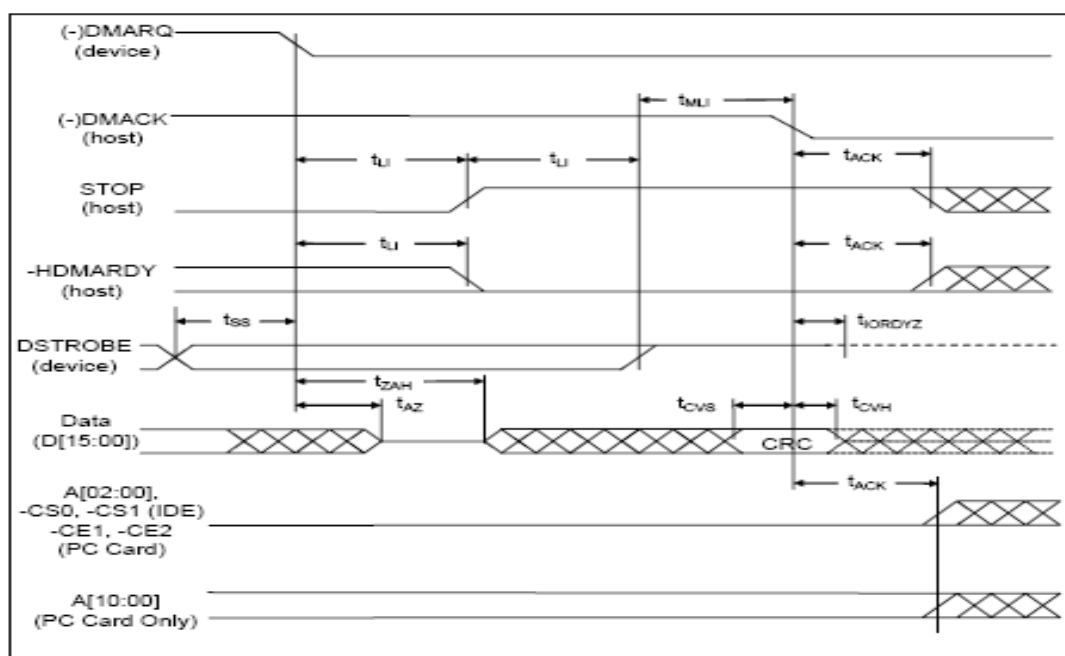 (-)DMARQ
(device)
tMLI
(-)DMACK
(host)
tLI
tLI
tACK
STOP
(host)
tLI
tACK
-HDMARDY
(host)
tSS
tIORDYZ
DSTROBE
(device)
tZAH
tAZ
tCVS
tCVH
Data
(D[15:00])
CRC
tACK
A[02:00],
-CS0, -CS1 (IDE)
-CE1, -CE2
(PC Card)
A[10:00]
(PC Card Only)